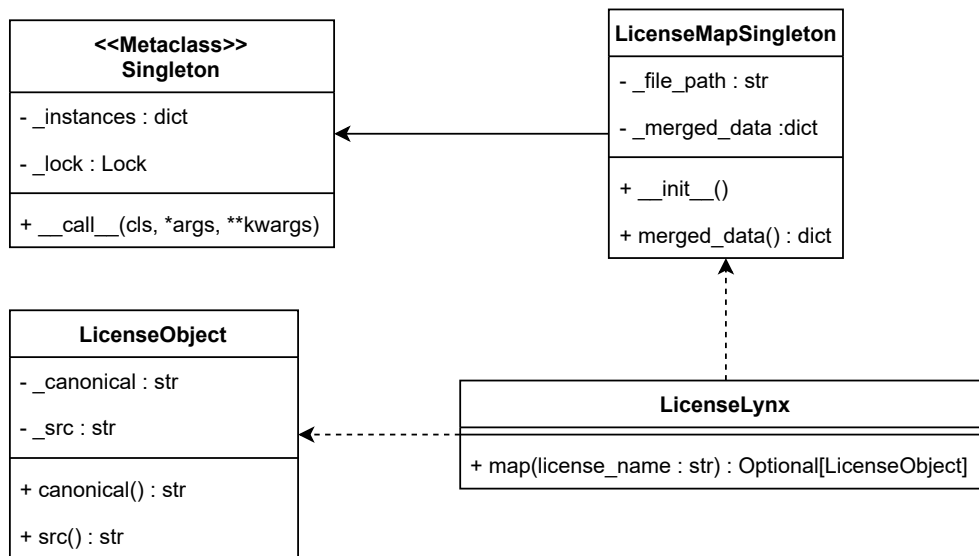 <<Metaclass>>
Singleton
- _instances : dict
- _lock : Lock
+ __call__(cls, *args, **kwargs)
LicenseMapSingleton
- _file_path : str
- _merged_data :dict
+ __init__()
+ merged_data() : dict
LicenseObject
- _canonical : str
- _src : str
+ canonical() : str
+ src() : str
LicenseLynx
+ map(license_name : str) : Optional[LicenseObject]